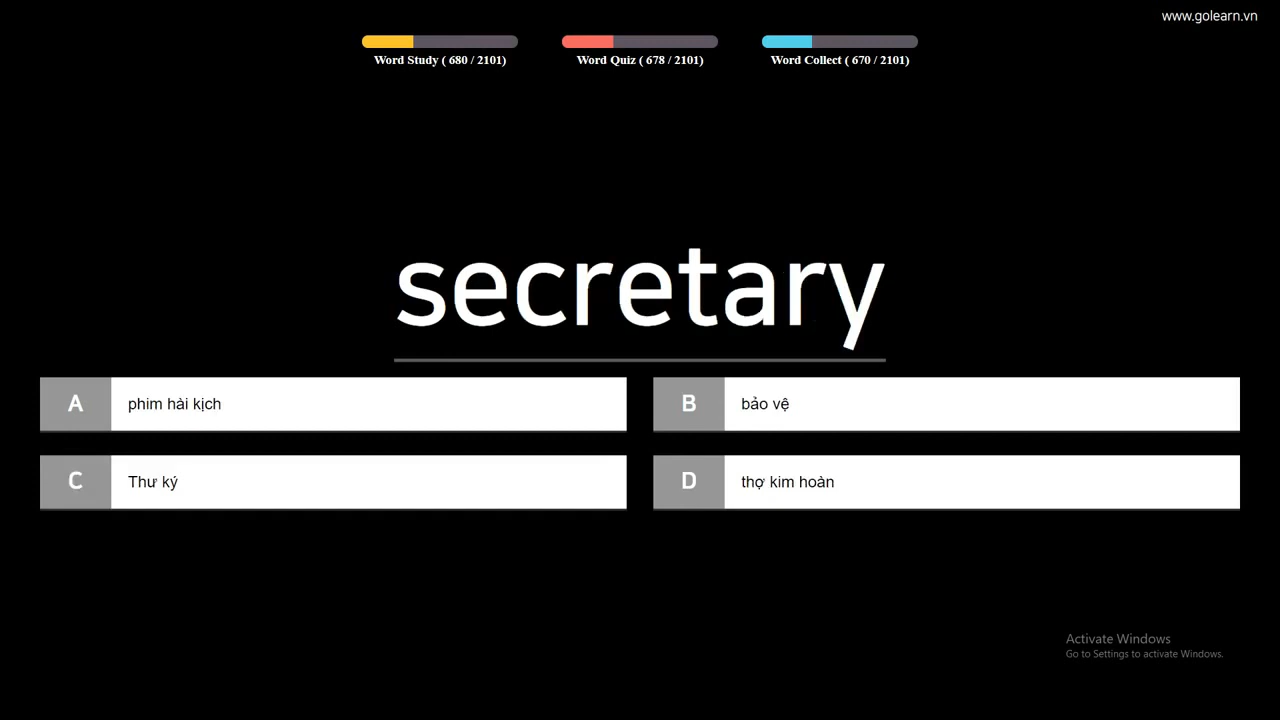 www.golearn.vn
Word Study ( 680 / 2101)
Word Quiz ( 678 / 2101)
Word Collect ( 670 / 2101)
secretary
A phim hài kịch
B bảo vệ
C Thư ký
D thợ kim hoàn
Activate Windows
Go to Settings to activate Windows.